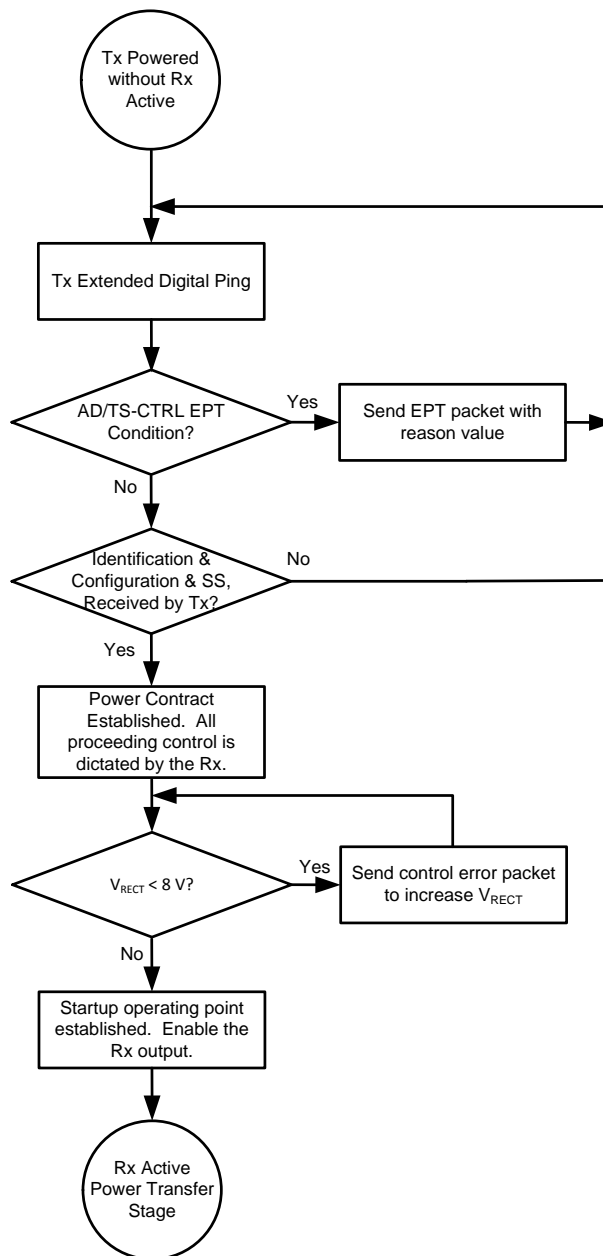 Tx Powered
without Rx
Active
Tx Extended Digital Ping
AD/TS-CTRL EPT
Condition?
Yes
Send EPT packet with
reason value
No
Identification &
Configuration & SS,
Received by Tx?
No
Yes
Power Contract
Established.  All
proceeding control is
dictated by the Rx.
VRECT < 8 V?
Yes
Send control error packet
to increase VRECT
No
Startup operating point
established.  Enable the
Rx output.
Rx Active
Power Transfer
Stage